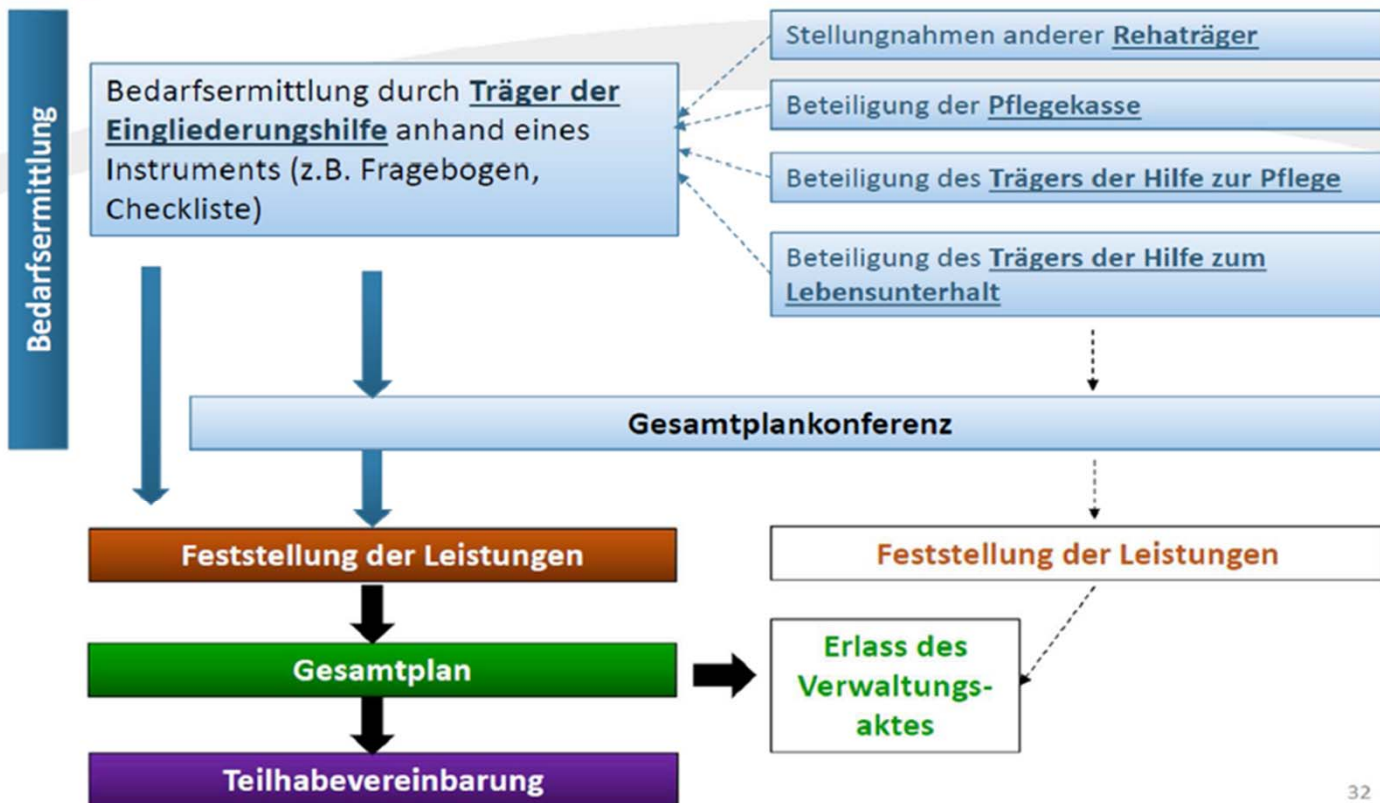 Bedarfsermittlung
Bedarfsermittlung durch Träger der
Eingliederungshilfe anhand eines
Instruments (z.B. Fragebogen,
Checkliste)
Stellungnahmen anderer Rehaträger
Beteiligung der Pflegekasse
Beteiligung des Trägers der Hilfe zur Pflege
Beteiligung des Trägers der Hilfe zum
Lebensunterhalt
Gesamtplankonferenz
Feststellung der Leistungen
Feststellung der Leistungen
Gesamtplan
Erlass des
Verwaltungs-
aktes
Teilhabevereinbarung
32